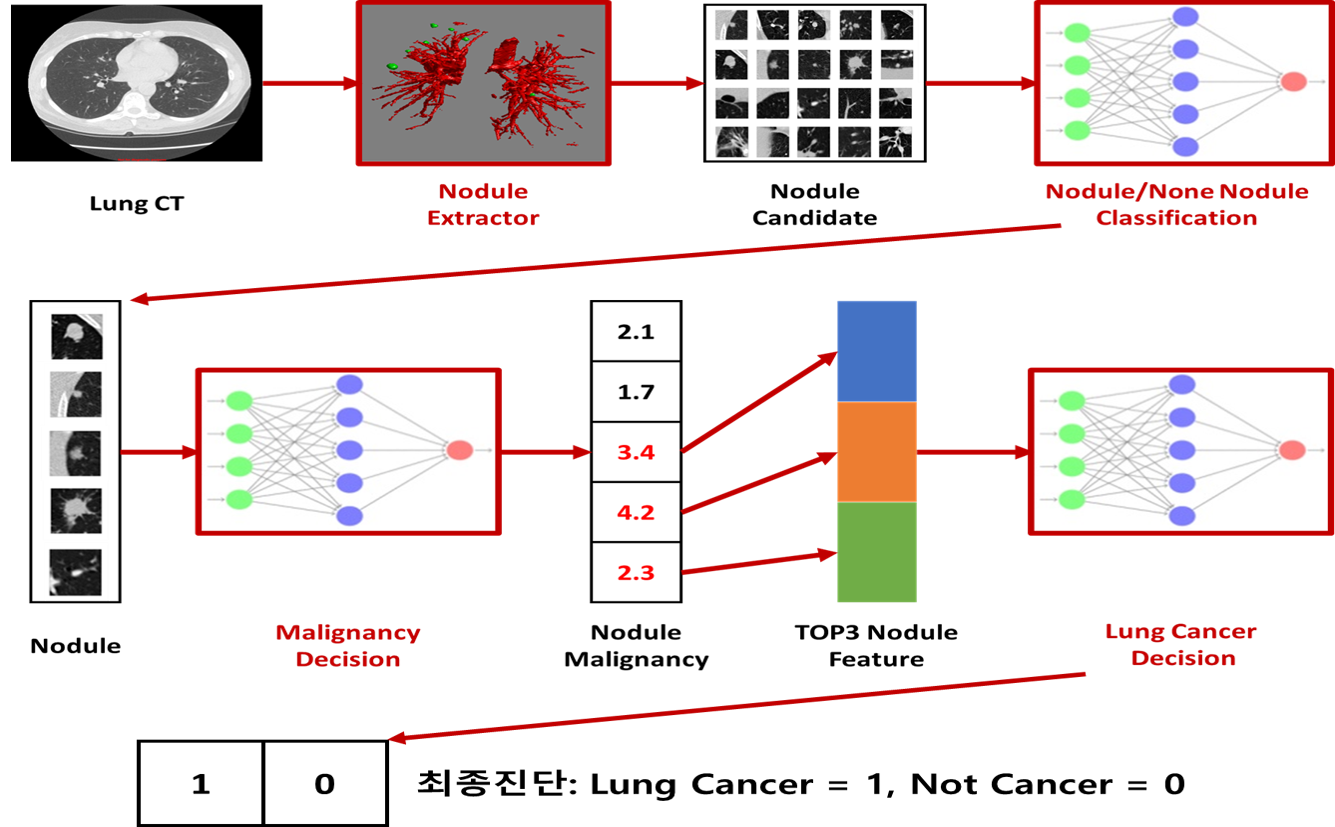 Lung CT
Nodule
Extractor
Nodule
Candidate
Nodule/None Nodule
Classification
2.1
1.7
3.4
4.2
2.3
Nodule
Malignancy
Decision
Nodule
Malignancy
TOP3 Nodule
Feature
Lung Cancer
Decision
1 0 최종진단: Lung Cancer = 1, Not Cancer = 0